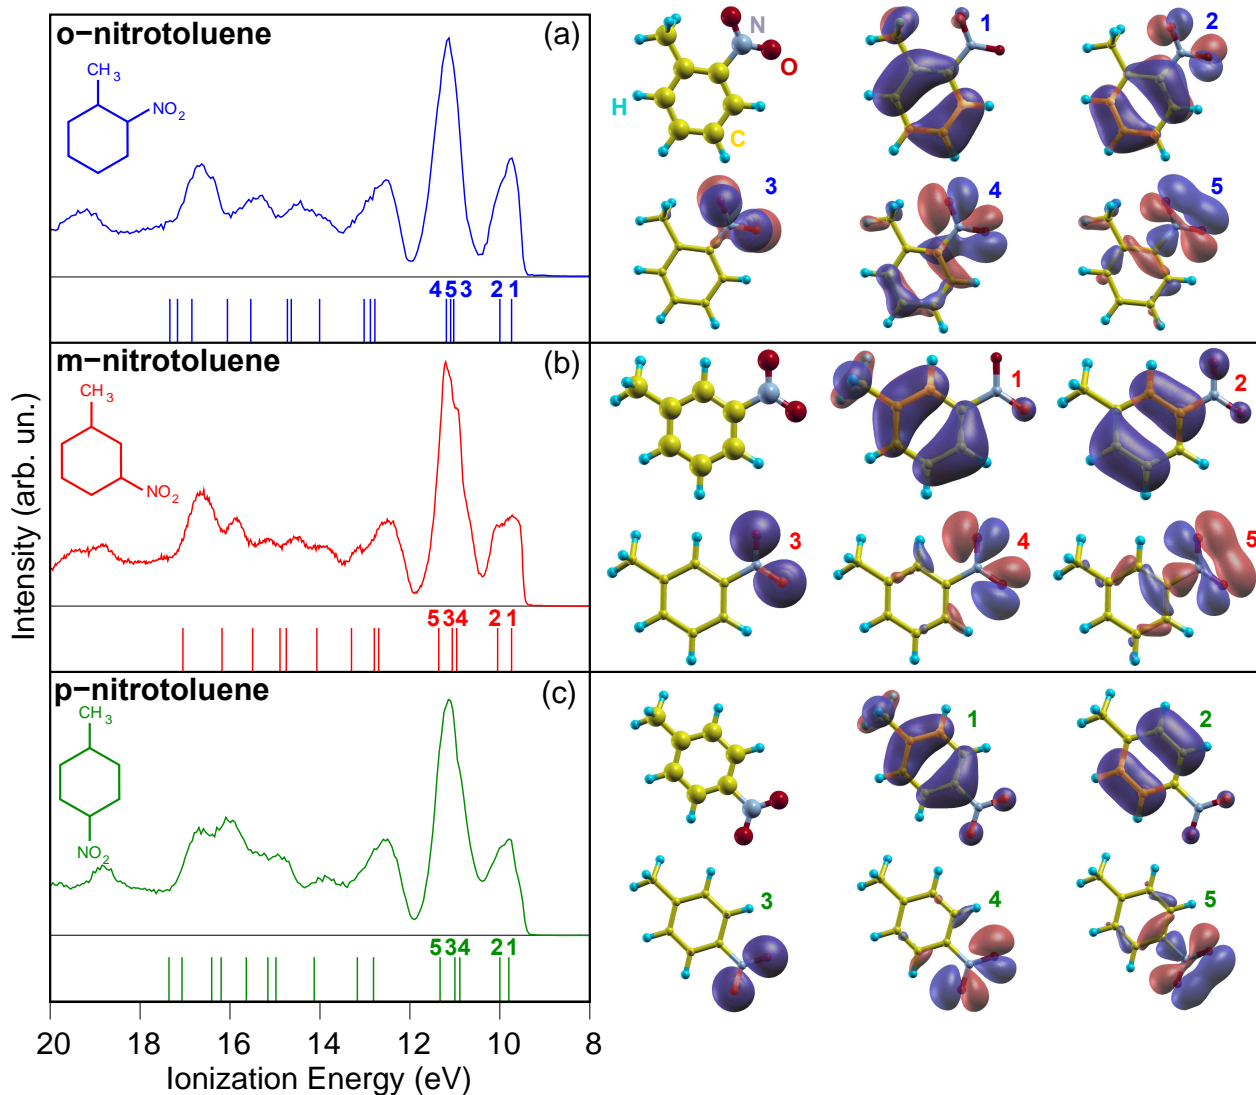 o−nitrotoluene (a)
CH3
NO2
4 5 3 2 1
N
O
H
C
1
2
3
4
5
m−nitrotoluene (b)
CH3
NO2
5 3 4 2 1
1
2
3
4
5
p−nitrotoluene (c)
CH3
NO2
5 3 4 2 1
1
2
3
4
5
Intensity (arb. un.)
20 18 16 14 12 10 8
Ionization Energy (eV)